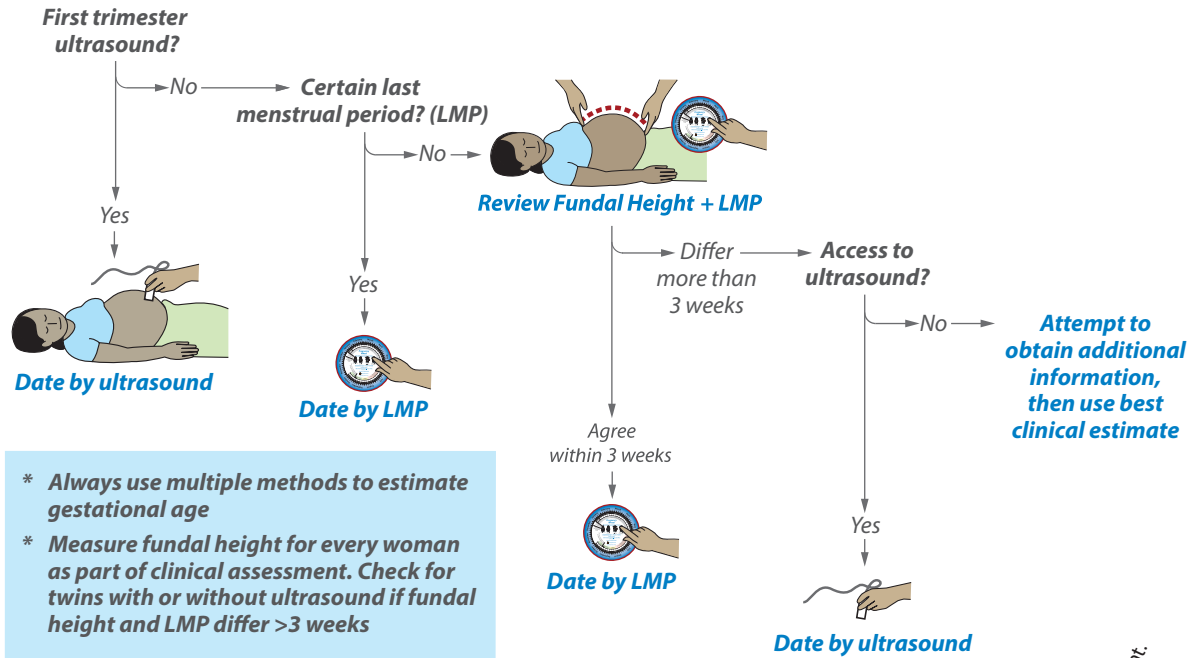 First trimester
ultrasound?
No
Certain last
menstrual period? (LMP)
No
Review Fundal Height + LMP
Yes
Date by ultrasound
Yes
Date by LMP
Differ
more than
3 weeks
Access to
ultrasound?
No
Attempt to
obtain additional
information,
then use best
clinical estimate
Agree
within 3 weeks
Date by LMP
Yes
Date by ultrasound
* Always use multiple methods to estimate
gestational age
* Measure fundal height for every woman
as part of clinical assessment. Check for
twins with or without ultrasound if fundal
height and LMP differ >3 weeks